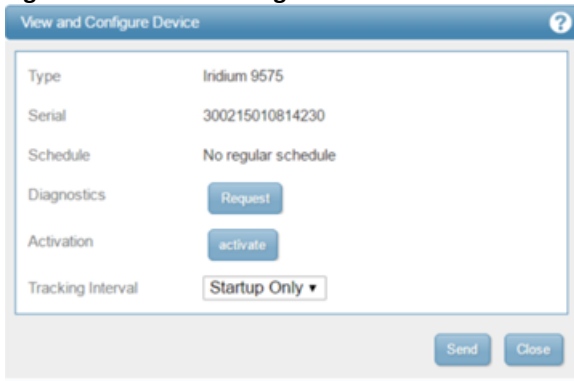 View and Configure Device ?
Type Iridium 9575
Serial 300215010814230
Schedule No regular schedule
Diagnostics Request
Activation activate
Tracking Interval Startup Only ▾
Send Close